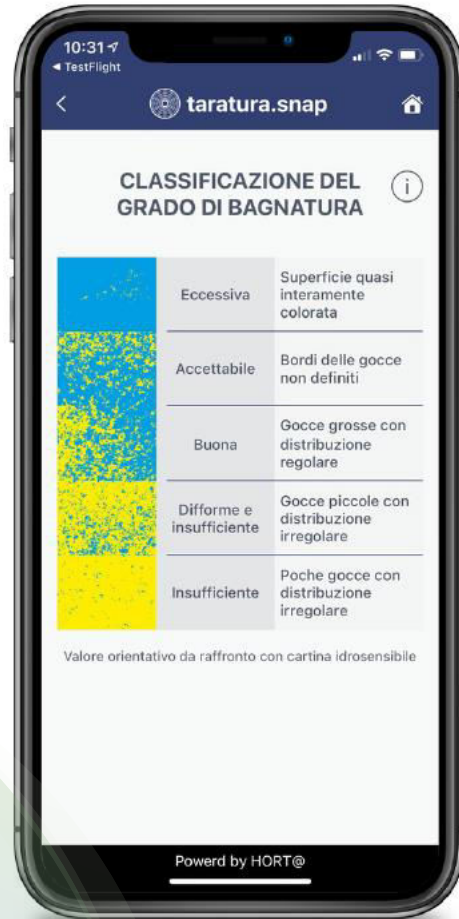 10:31
◀ TestFlight
taratura.snap
CLASSIFICAZIONE DEL
GRADO DI BAGNATURA
i
Eccessiva
Superficie quasi
interamente
colorata
Accettabile
Bordi delle gocce
non definiti
Buona
Gocce grosse con
distribuzione
regolare
Difforme e
insufficiente
Gocce piccole con
distribuzione
irregolare
Insufficiente
Poche gocce con
distribuzione
irregolare
Valore orientativo da raffronto con cartina idrosensibile
Powerd by HORT@